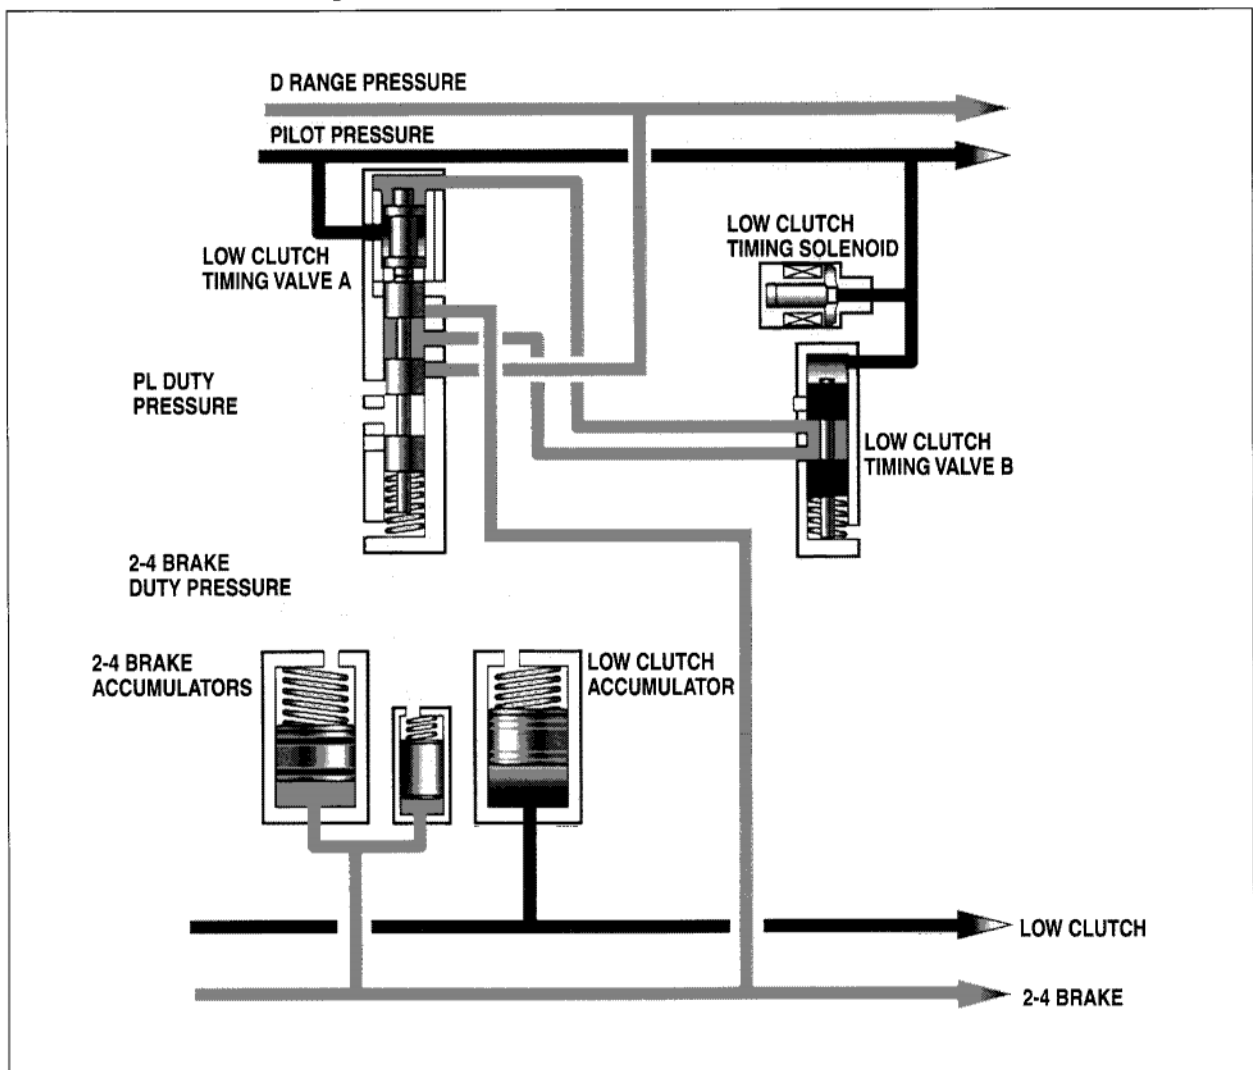 D RANGE PRESSURE
PILOT PRESSURE
LOW CLUTCH
TIMING SOLENOID
LOW CLUTCH
TIMING VALVE A
PL DUTY
PRESSURE
LOW CLUTCH
TIMING VALVE B
2-4 BRAKE
DUTY PRESSURE
2-4 BRAKE
ACCUMULATORS
LOW CLUTCH
ACCUMULATOR
LOW CLUTCH
2-4 BRAKE